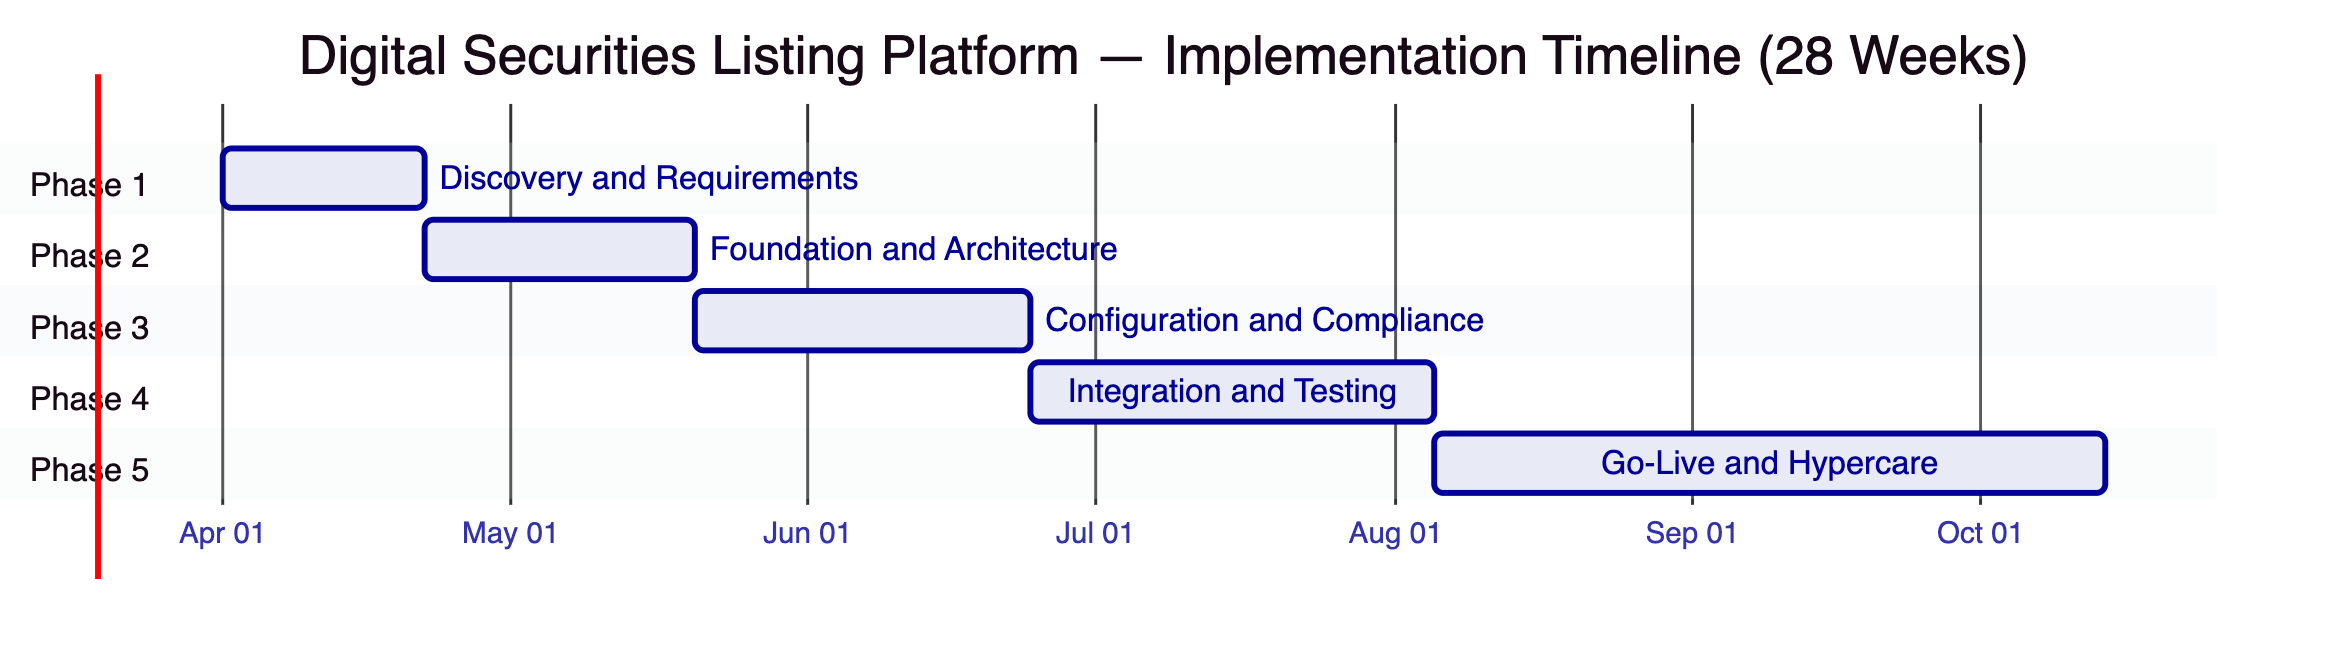 Digital Securities Listing Platform — Implementation Timeline (28 Weeks)
Phase 1
Discovery and Requirements
Phase 2
Foundation and Architecture
Phase 3
Configuration and Compliance
Phase 4
Integration and Testing
Phase 5
Go-Live and Hypercare
Apr 01 May 01 Jun 01 Jul 01 Aug 01 Sep 01 Oct 01